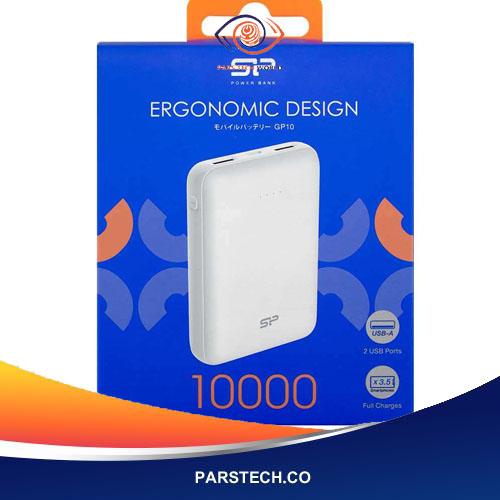 SP
POWER BANK
ERGONOMIC DESIGN
モバイルバッテリー GP10
SP
USB-A
2 USB Ports
x 3.5
Smartphone
Full Charges
10000
PARSTECH.CO